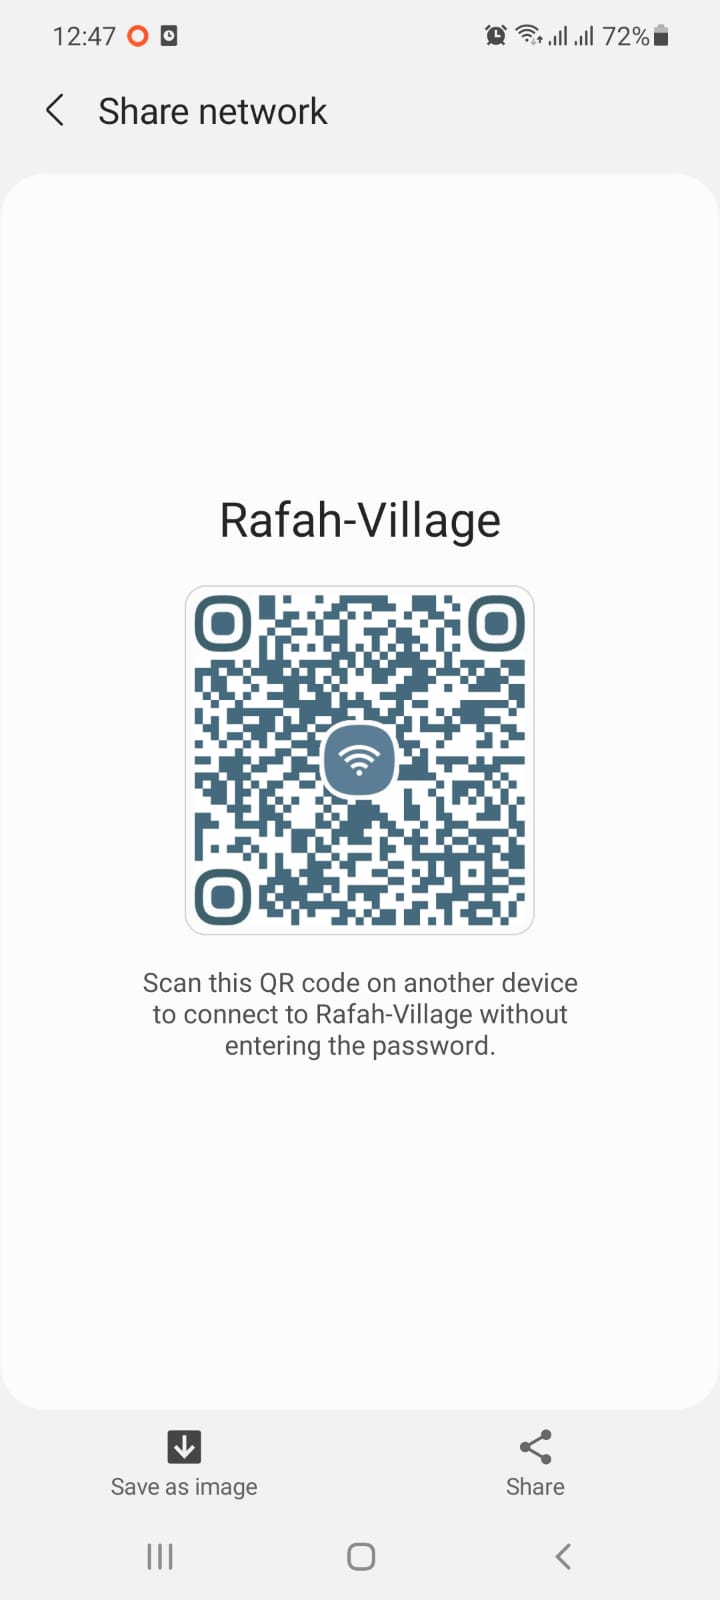 12:47
72%
Share network
Rafah-Village
Scan this QR code on another device
to connect to Rafah-Village without
entering the password.
Save as image
Share